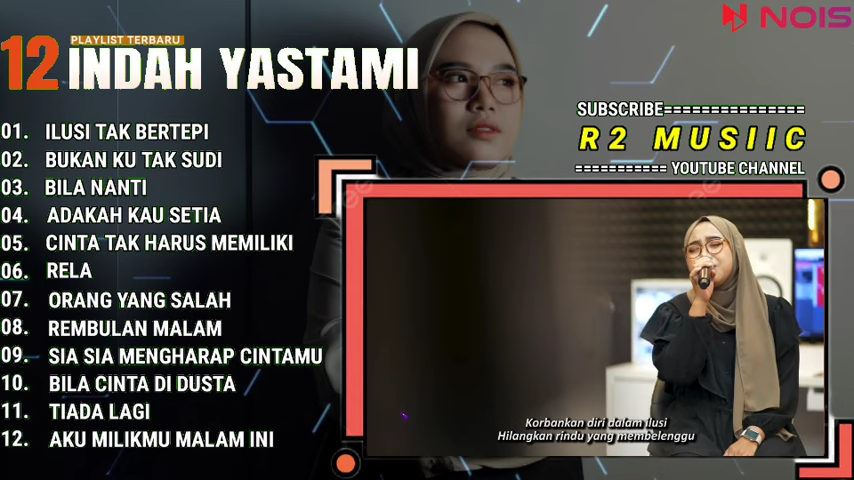 NOIS
PLAYLIST TERBARU
12 INDAH YASTAMI
SUBSCRIBE===============
R2 MUSIIC
=========== YOUTUBE CHANNEL
01. ILUSI TAK BERTEPI
02. BUKAN KU TAK SUDI
03. BILA NANTI
04. ADAKAH KAU SETIA
05. CINTA TAK HARUS MEMILIKI
06. RELA
07. ORANG YANG SALAH
08. REMBULAN MALAM
09. SIA SIA MENGHARAP CINTAMU
10. BILA CINTA DI DUSTA
11. TIADA LAGI
12. AKU MILIKMU MALAM INI
Korbankan diri dalam ilusi
Hilangkan rindu yang membelenggu